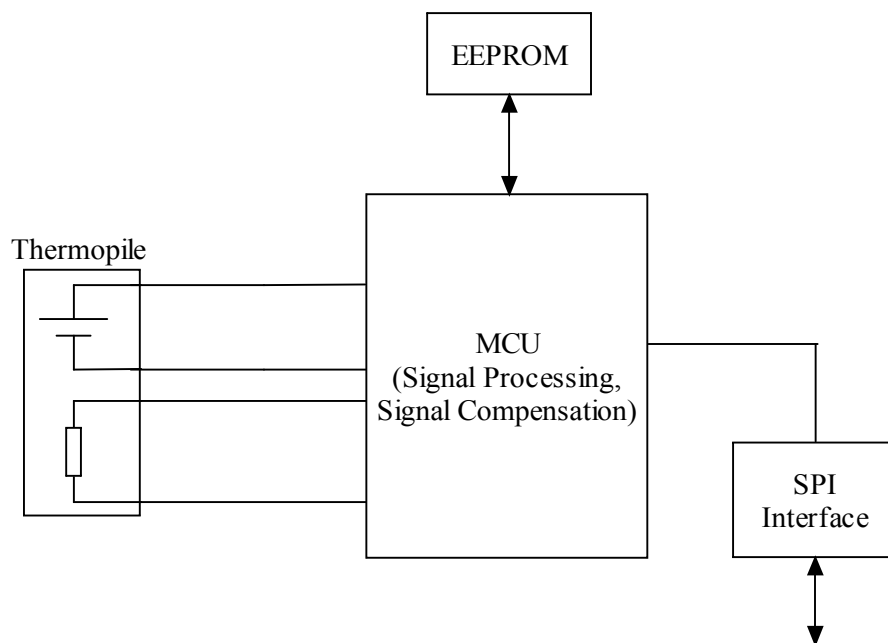 EEPROM
Thermopile
MCU
(Signal Processing,
Signal Compensation)
SPI
Interface